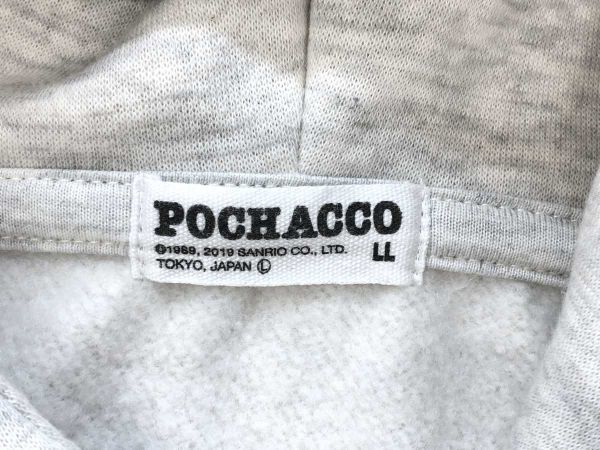 POCHACCO
©1989, 2019 SANRIO CO., LTD.
TOKYO, JAPAN Ⓛ
LL